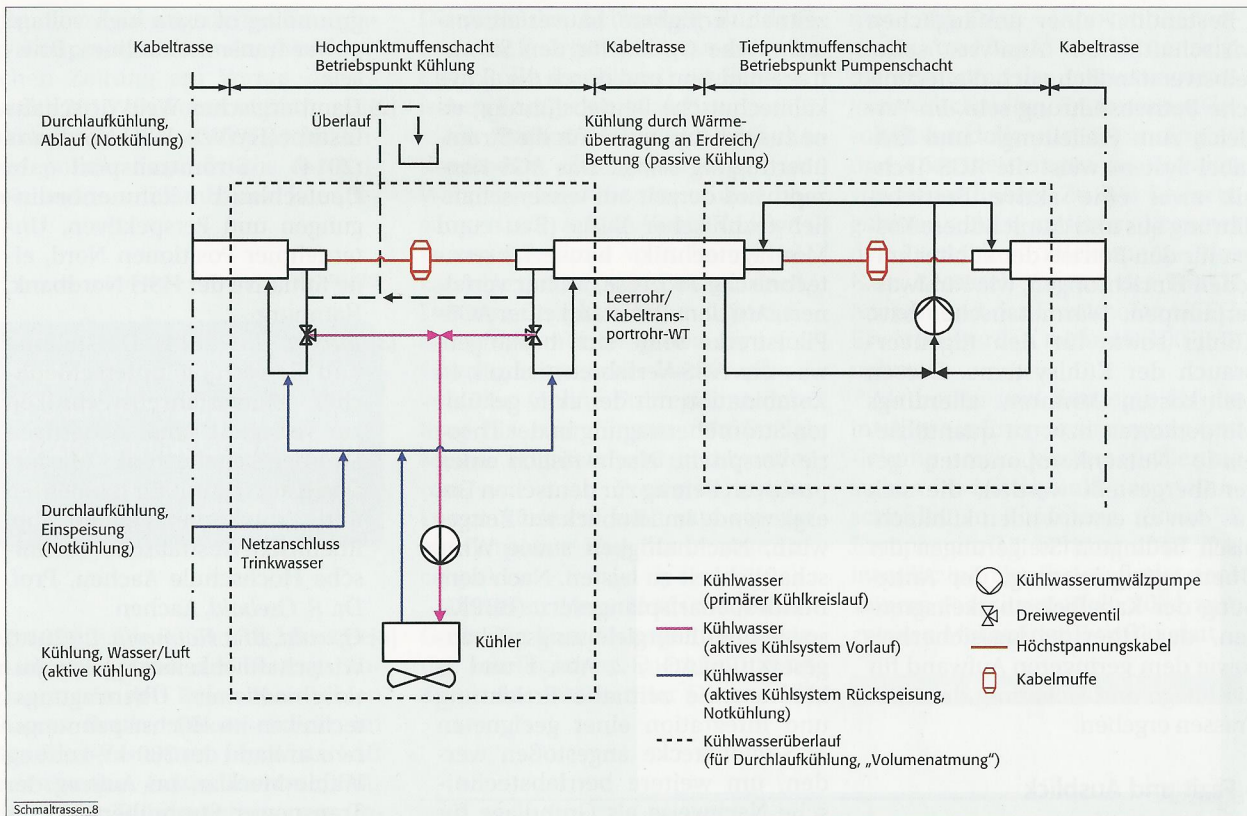 Kabeltrasse
Hochpunktmuffenschacht
Betriebspunkt Kühlung
Kabeltrasse
Tiefpunktmuffenschacht
Betriebspunkt Pumpenschacht
Kabeltrasse
Durchlaufkühlung,
Ablauf (Notkühlung)
Überlauf
Kühlung durch Wärme-
übertragung an Erdreich/
Bettung (passive Kühlung)
Leerrohr/
Kabeltrans-
portrohr-WT
Durchlaufkühlung,
Einspeisung
(Notkühlung)
Netzanschluss
Trinkwasser
Kühlung, Wasser/Luft
(aktive Kühlung)
Kühler
Kühlwasser
(primärer Kühlkreislauf)
Kühlwasser
(aktives Kühlsystem Vorlauf)
Kühlwasser
(aktives Kühlsystem Rückspeisung,
Notkühlung)
Kühlwasserüberlauf
(für Durchlaufkühlung, „Volumenatmung“)
Kühlwasserumwälzpumpe
Dreiwegeventil
Höchstpannungskabel
Kabelmuffe
Schmaltrassen.8